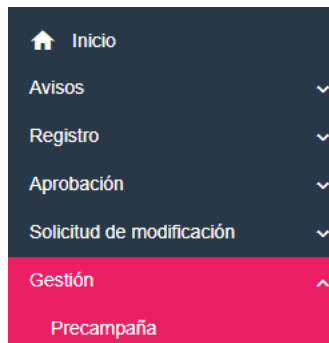 Inicio
Avisos
Registro
Aprobación
Solicitud de modificación
Gestión
Precampaña